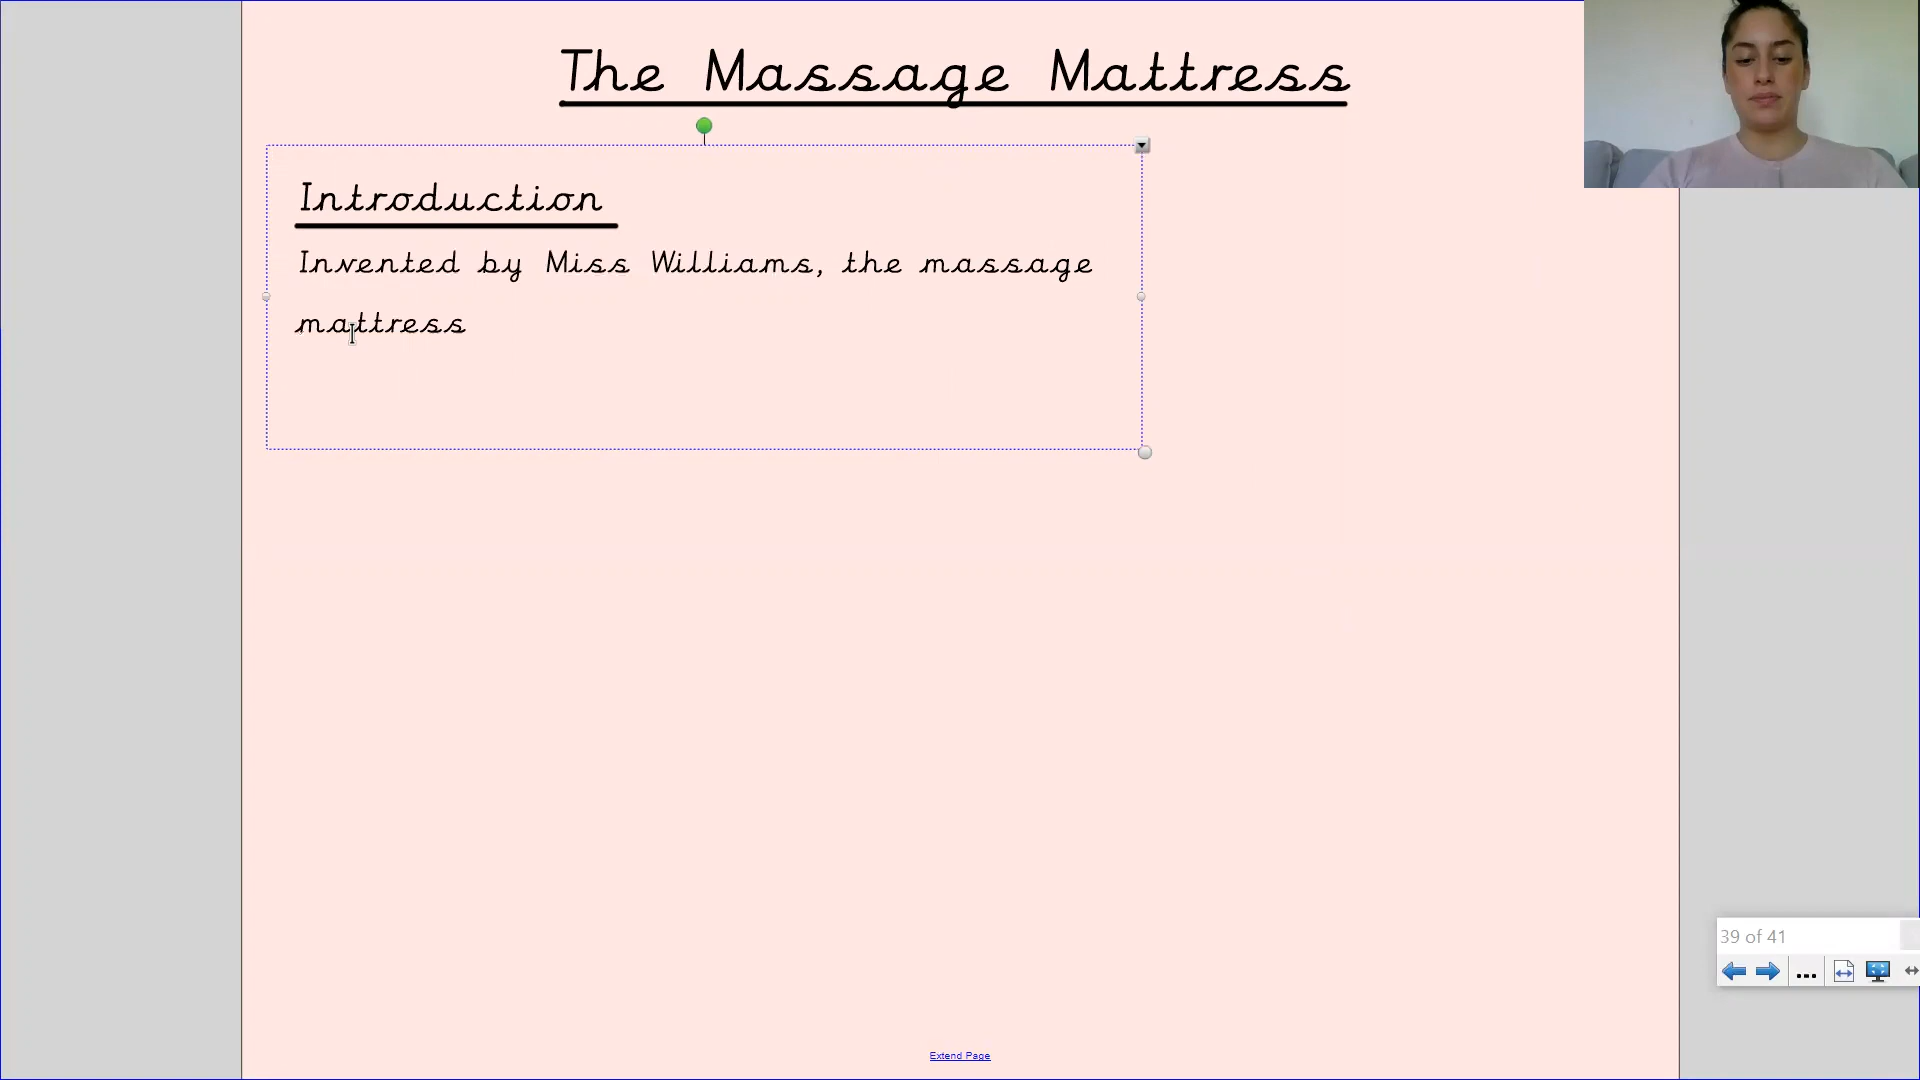 The Massage Mattress
Introduction
Invented by Miss Williams, the massage
mattress
39 of 41
Extend Page